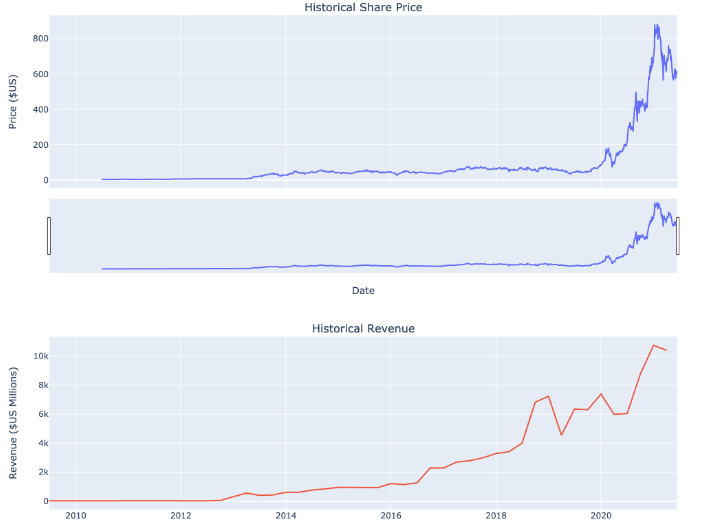 Historical Share Price
Price ($US)
800
600
400
200
0
Date
Historical Revenue
Revenue ($US Millions)
10k
8k
6k
4k
2k
0
2010 2012 2014 2016 2018 2020